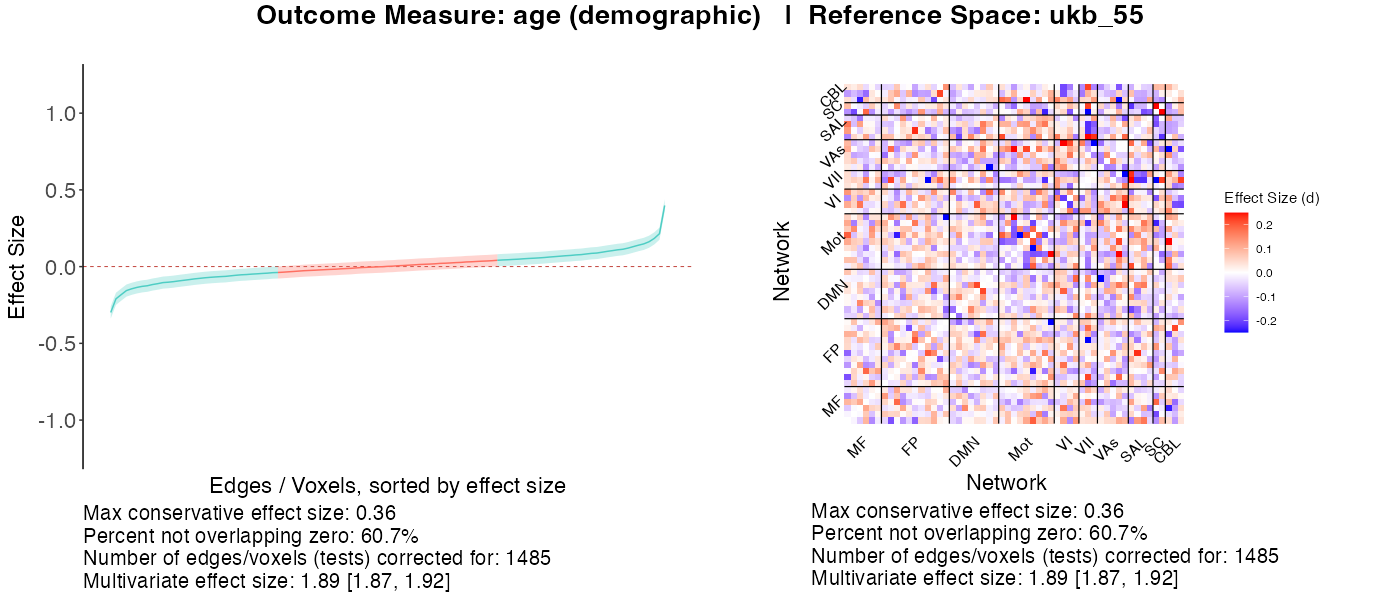 Outcome Measure: age (demographic) | Reference Space: ukb_55
Effect Size
1.0
0.5
0.0
-0.5
-1.0
Edges / Voxels, sorted by effect size
Max conservative effect size: 0.36
Percent not overlapping zero: 60.7%
Number of edges/voxels (tests) corrected for: 1485
Multivariate effect size: 1.89 [1.87, 1.92]
Network
CBL
SC
SAL
VAs
VII
VI
Mot
DMN
FP
MF
MF
FP
DMN
Mot
VI
VII
VAs
SAL
SC
CBL
Network
Effect Size (d)
0.2
0.1
0.0
-0.1
-0.2
Max conservative effect size: 0.36
Percent not overlapping zero: 60.7%
Number of edges/voxels (tests) corrected for: 1485
Multivariate effect size: 1.89 [1.87, 1.92]